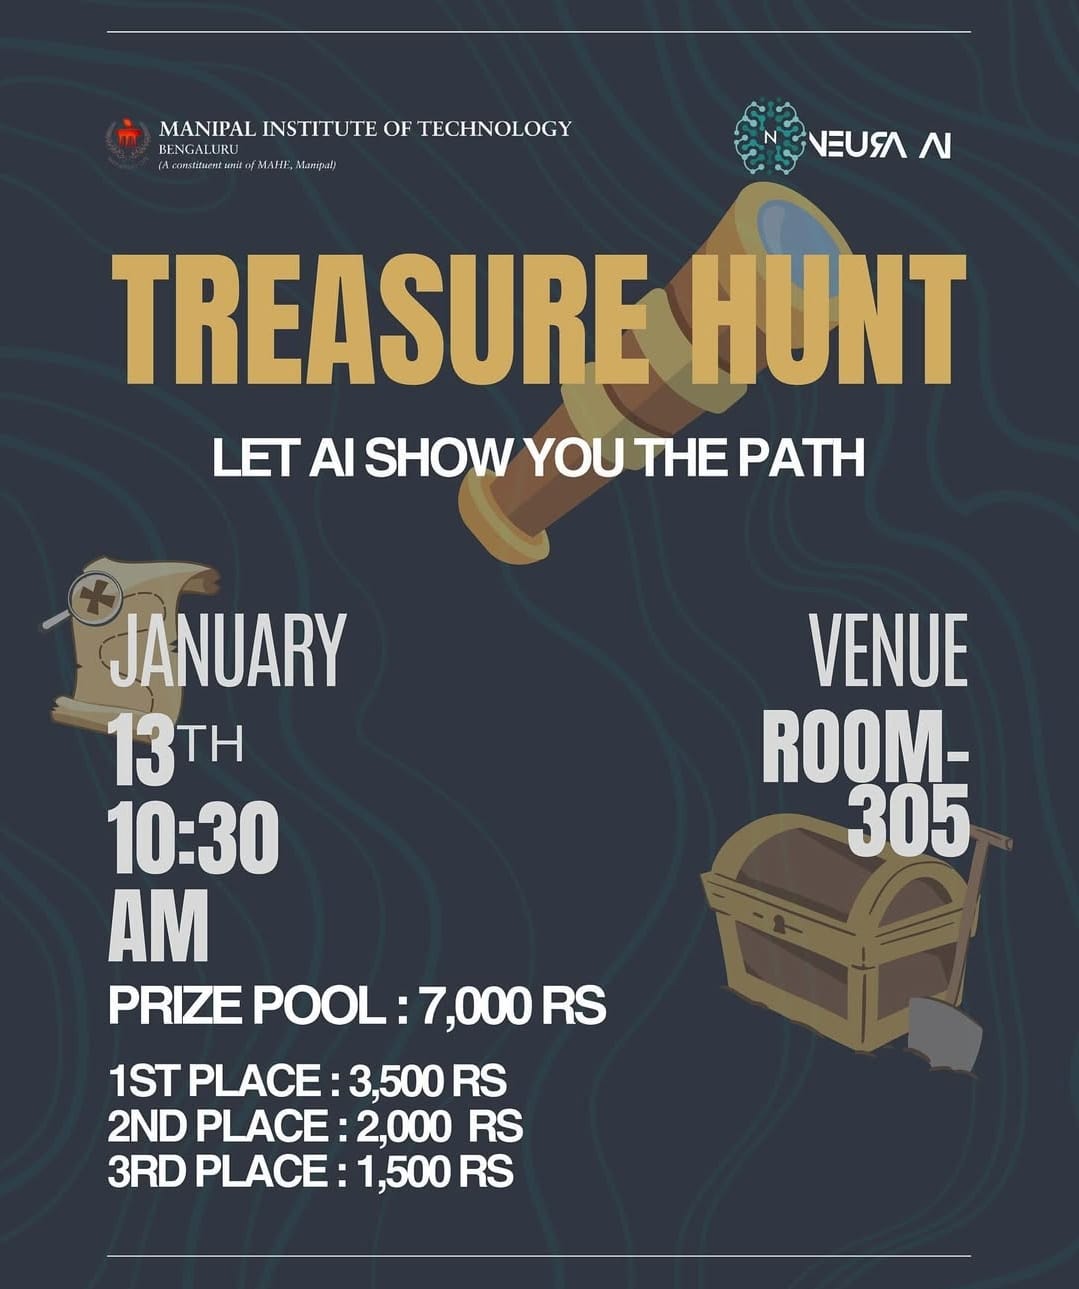 MANIPAL INSTITUTE OF TECHNOLOGY
BENGALURU
(A constituent unit of MAHE, Manipal)
N
NEURA AI
TREASURE HUNT
LET AI SHOW YOU THE PATH
JANUARY
13TH
10:30
AM
VENUE
ROOM-
305
PRIZE POOL : 7,000 RS
1ST PLACE : 3,500 RS
2ND PLACE : 2,000 RS
3RD PLACE : 1,500 RS